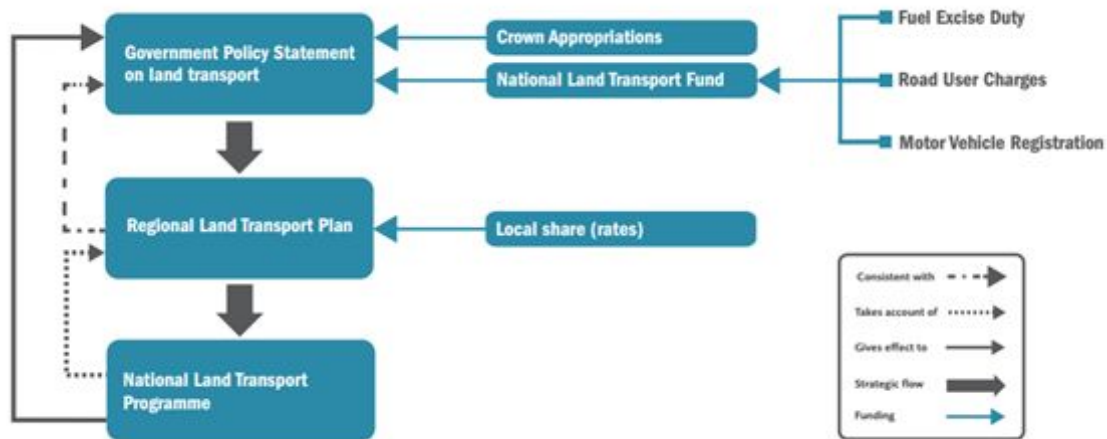 Government Policy Statement
on land transport
Crown Appropriations
National Land Transport Fund
Fuel Excise Duty
Road User Charges
Motor Vehicle Registration
Regional Land Transport Plan
Local share (rates)
National Land Transport
Programme
Consistent with
Takes account of
Gives effect to
Strategic flow
Funding